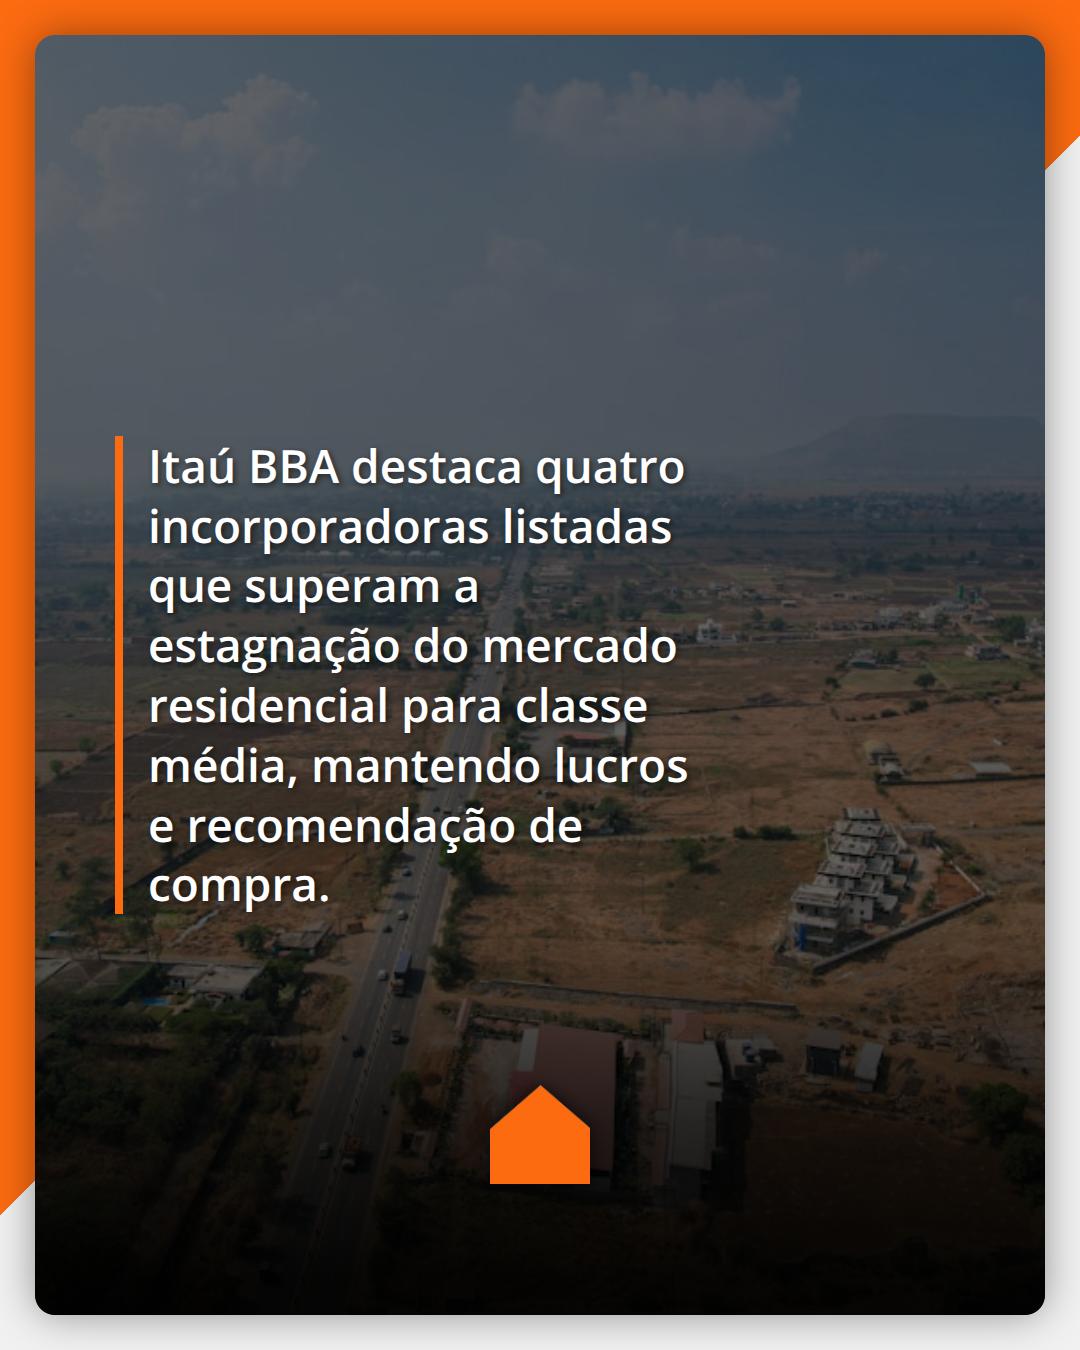 Itaú BBA destaca quatro
incorporadoras listadas
que superam a
estagnação do mercado
residencial para classe
média, mantendo lucros
e recomendação de
compra.